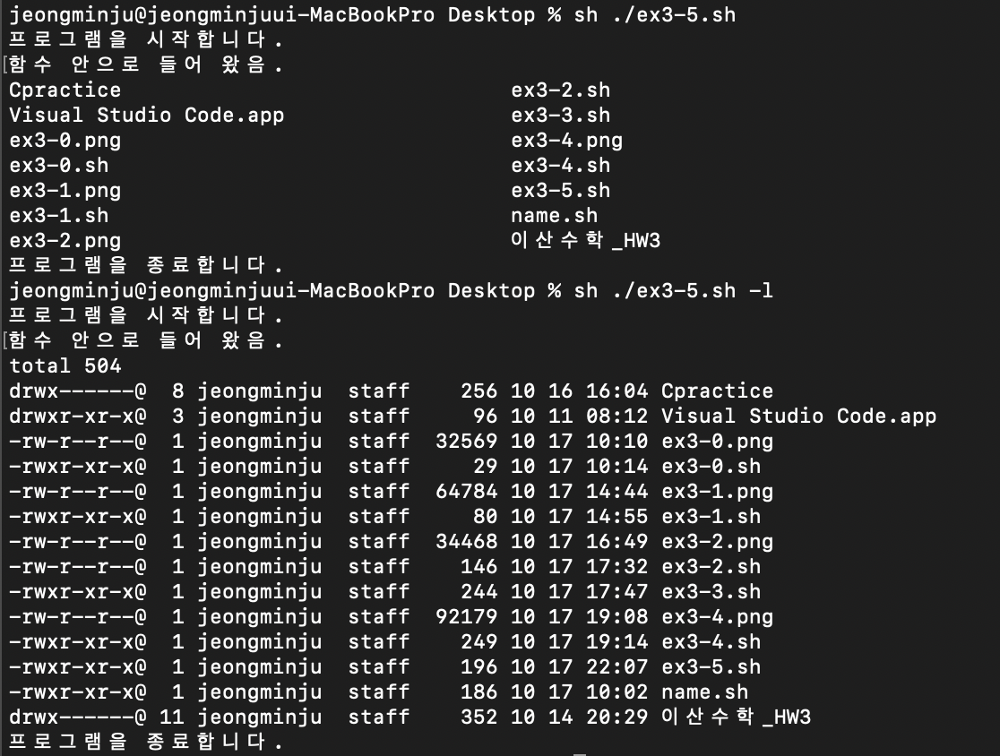 jeongminju@jeongminjuui-MacBookPro Desktop % sh ./ex3-5.sh
프로그램을 시작합니다.
[함수 안으로 들어 왔음.
Cpractice ex3-2.sh
Visual Studio Code.app ex3-3.sh
ex3-0.png ex3-4.png
ex3-0.sh ex3-4.sh
ex3-1.png ex3-5.sh
ex3-1.sh name.sh
ex3-2.png 이산수학_HW3
프로그램을 종료합니다.
jeongminju@jeongminjuui-MacBookPro Desktop % sh ./ex3-5.sh -l
프로그램을 시작합니다.
[함수 안으로 들어 왔음.
total 504
drwx------@  8 jeongminju  staff    256 10 16 16:04 Cpractice
drwxr-xr-x@  3 jeongminju  staff     96 10 11 08:12 Visual Studio Code.app
-rw-r--r--@  1 jeongminju  staff  32569 10 17 10:10 ex3-0.png
-rwxr-xr-x@  1 jeongminju  staff     29 10 17 10:14 ex3-0.sh
-rw-r--r--@  1 jeongminju  staff  64784 10 17 14:44 ex3-1.png
-rwxr-xr-x@  1 jeongminju  staff     80 10 17 14:55 ex3-1.sh
-rw-r--r--@  1 jeongminju  staff  34468 10 17 16:49 ex3-2.png
-rw-r--r--@  1 jeongminju  staff    146 10 17 17:32 ex3-2.sh
-rwxr-xr-x@  1 jeongminju  staff    244 10 17 17:47 ex3-3.sh
-rw-r--r--@  1 jeongminju  staff  92179 10 17 19:08 ex3-4.png
-rwxr-xr-x@  1 jeongminju  staff    249 10 17 19:14 ex3-4.sh
-rwxr-xr-x@  1 jeongminju  staff    196 10 17 22:07 ex3-5.sh
-rwxr-xr-x@  1 jeongminju  staff    186 10 17 10:02 name.sh
drwx------@ 11 jeongminju  staff    352 10 14 20:29 이산수학_HW3
프로그램을 종료합니다.